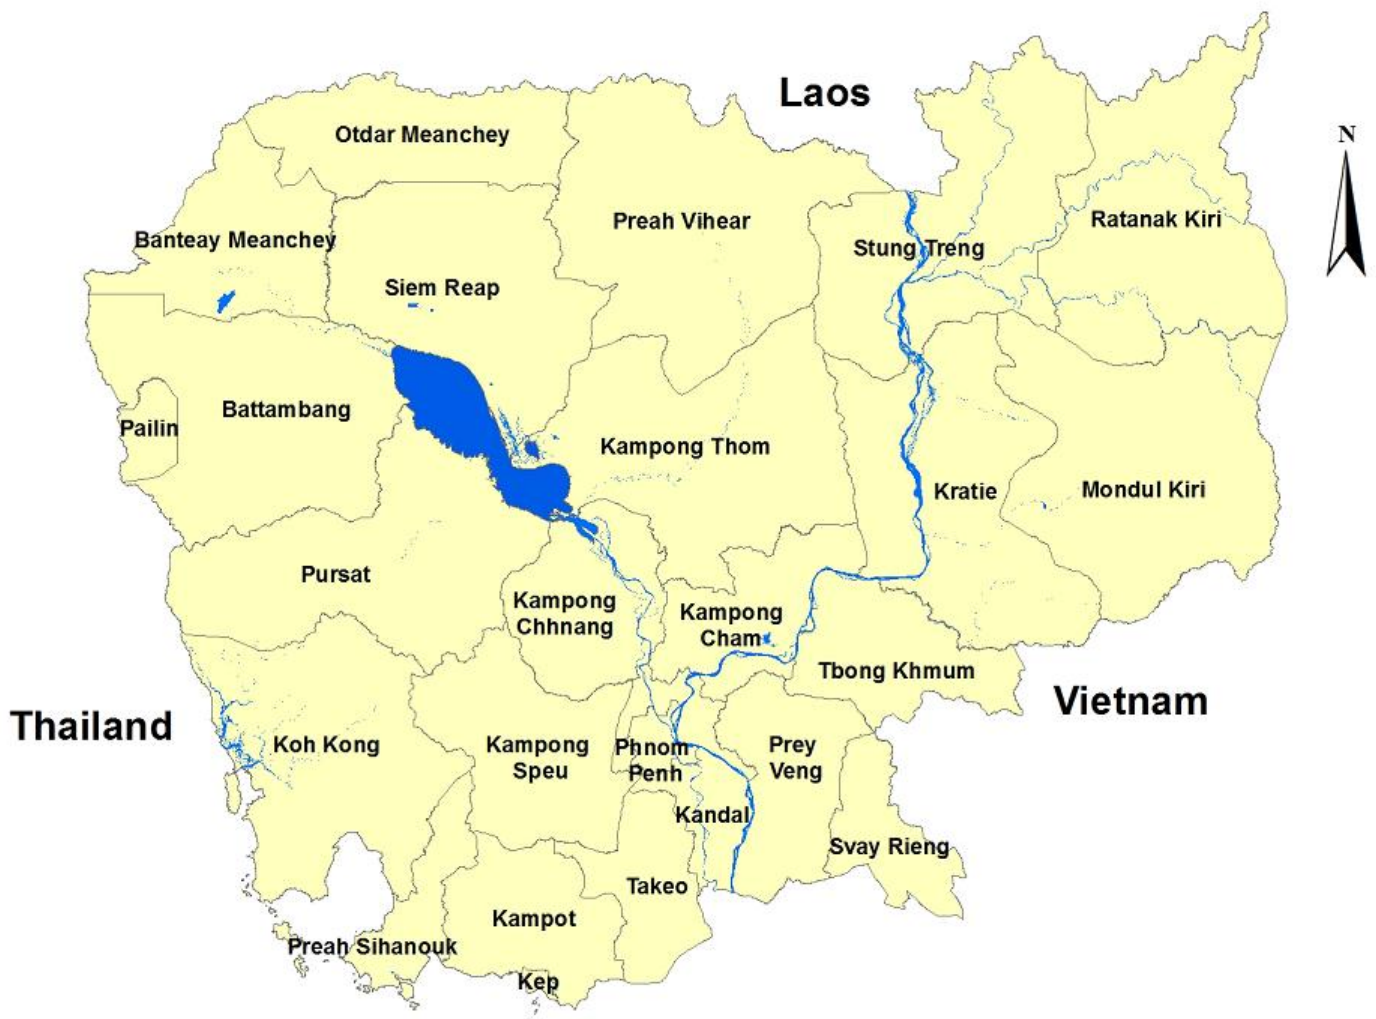 Laos
N
Otdar Meanchey
Preah Vihear
Ratanak Kiri
Banteay Meanchey
Stung Treng
Siem Reap
Battambang
Pailin
Kampong Thom
Kratie
Mondul Kiri
Pursat
Kampong
Chhnang
Kampong
Cham
Tbong Khmum
Vietnam
Thailand
Koh Kong
Kampong
Speu
Phnom
Penh
Prey
Veng
Kandal
Svay Rieng
Takeo
Kampot
Preah Sihanouk
Kep